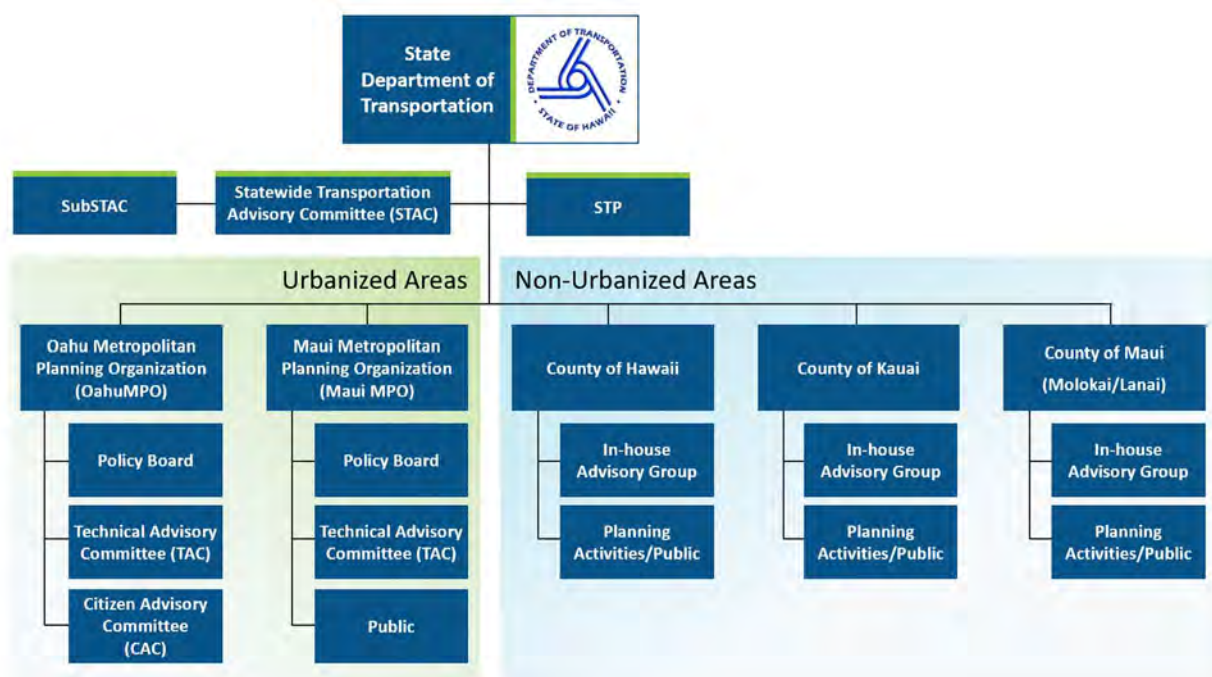 State
Department of
Transportation
DEPARTMENT OF TRANSPORTATION
STATE OF HAWAII
SubSTAC
Statewide Transportation
Advisory Committee (STAC)
STP
Urbanized Areas
Non-Urbanized Areas
Oahu Metropolitan
Planning Organization
(OahuMPO)
Maui Metropolitan
Planning Organization
(Maui MPO)
County of Hawaii
County of Kauai
County of Maui
(Molokai/Lanai)
Policy Board
Technical Advisory
Committee (TAC)
Citizen Advisory
Committee
(CAC)
Policy Board
Technical Advisory
Committee (TAC)
Public
In-house
Advisory Group
Planning
Activities/Public
In-house
Advisory Group
Planning
Activities/Public
In-house
Advisory Group
Planning
Activities/Public